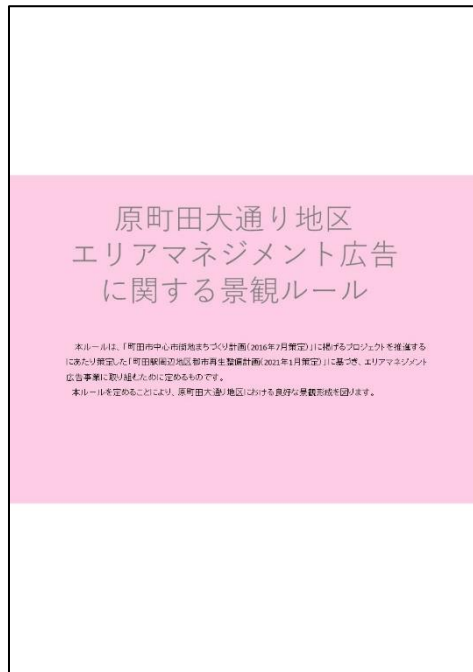 原町田大通り地区
エリアマネジメント広告
に関する景観ルール
本ルールは、「町田市中心市街地まちづくり計画(2016年7月策定)」に掲げるプロジェクトを推進する
にあたり策定した「町田駅周辺地区都市再生整備計画(2021年1月策定)」に基づき、エリアマネジメント
広告事業に取り組むために定めるものです。
本ルールを定めることにより、原町田大通り地区における良好な景観形成を図ります。